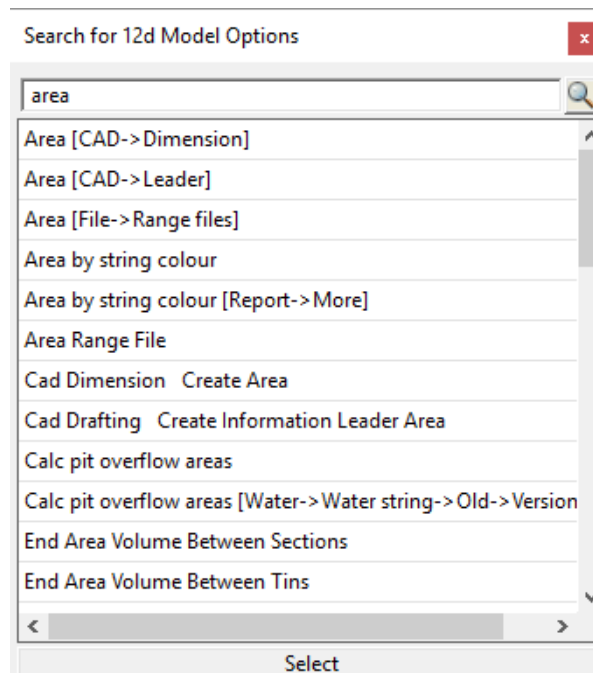 Search for 12d Model Options
x
area
Area [CAD->Dimension]
Area [CAD->Leader]
Area [File->Range files]
Area by string colour
Area by string colour [Report->More]
Area Range File
Cad Dimension   Create Area
Cad Drafting   Create Information Leader Area
Calc pit overflow areas
Calc pit overflow areas [Water->Water string->Old->Version
End Area Volume Between Sections
End Area Volume Between Tins
Select